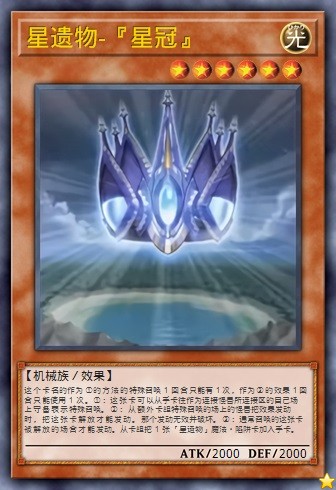 星遗物-『星冠』
光
【机械族/效果】
这个卡名的作为①的方法的特殊召唤1回合只能有1次,作为②的效果1回
合只能使用1次。①:这张卡可以从手卡往作为连接怪兽所连接区的自己场
上守备表示特殊召唤。②:从额外卡组特殊召唤的场上的怪兽把效果发动
时,把这张卡解放才能发动。那个发动无效并破坏。③:通常召唤的这张卡
被解放的场合才能发动。从卡组把1张「星遗物」魔法·陷阱卡加入手卡。
ATK/2000 DEF/2000